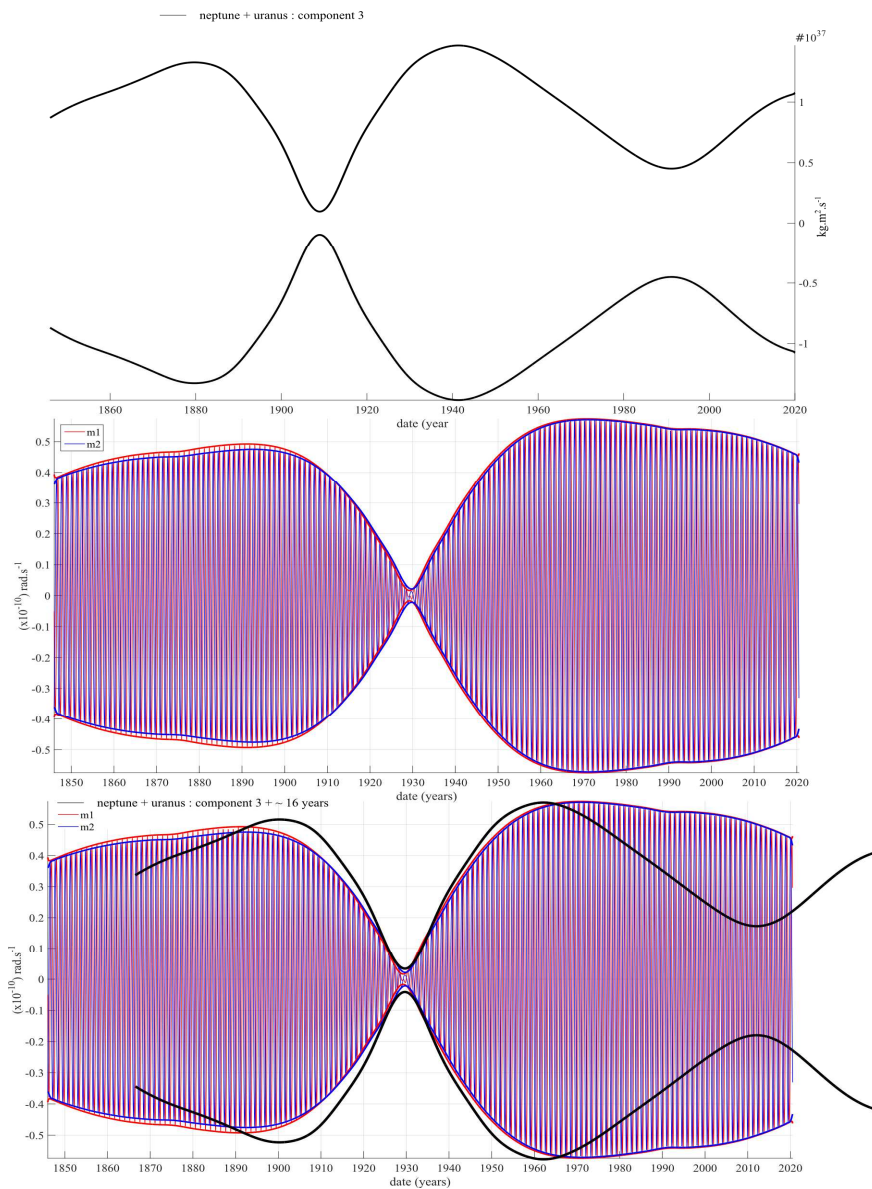 neptune + uranus : component 3
#10^37
1
0.5
0
-0.5
-1
kg.m².s⁻¹
1860 1880 1900 1920 1940 1960 1980 2000 2020
date (year
m1
m2
0.5
0.4
0.3
0.2
0.1
0
-0.1
-0.2
-0.3
-0.4
-0.5
(x10⁻¹⁰) rad.s⁻¹
1850 1860 1870 1880 1890 1900 1910 1920 1930 1940 1950 1960 1970 1980 1990 2000 2010 2020
date (years)
neptune + uranus : component 3 + ~ 16 years
m1
m2
0.5
0.4
0.3
0.2
0.1
0
-0.1
-0.2
-0.3
-0.4
-0.5
(x10⁻¹⁰) rad.s⁻¹
1850 1860 1870 1880 1890 1900 1910 1920 1930 1940 1950 1960 1970 1980 1990 2000 2010 2020
date (years)